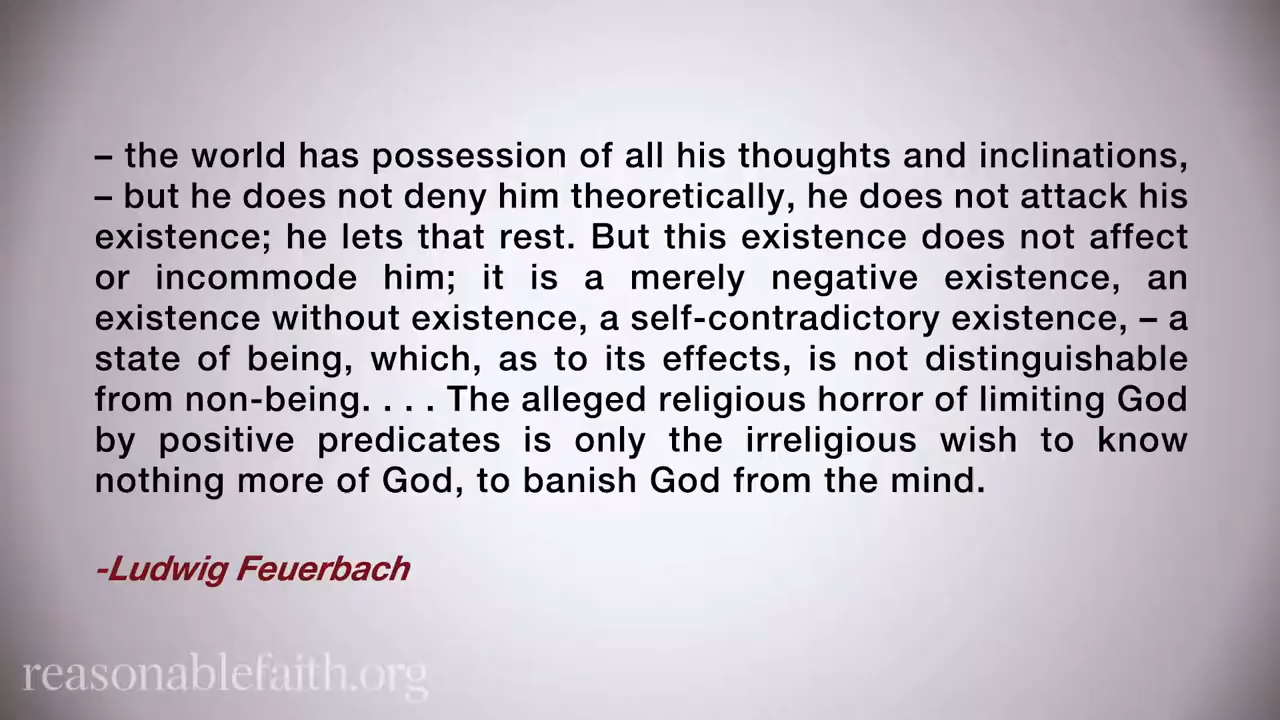 – the world has possession of all his thoughts and inclinations,
– but he does not deny him theoretically, he does not attack his
existence; he lets that rest. But this existence does not affect
or incommode him; it is a merely negative existence, an
existence without existence, a self-contradictory existence, – a
state of being, which, as to its effects, is not distinguishable
from non-being. . . . The alleged religious horror of limiting God
by positive predicates is only the irreligious wish to know
nothing more of God, to banish God from the mind.
-Ludwig Feuerbach
reasonablefaith.org